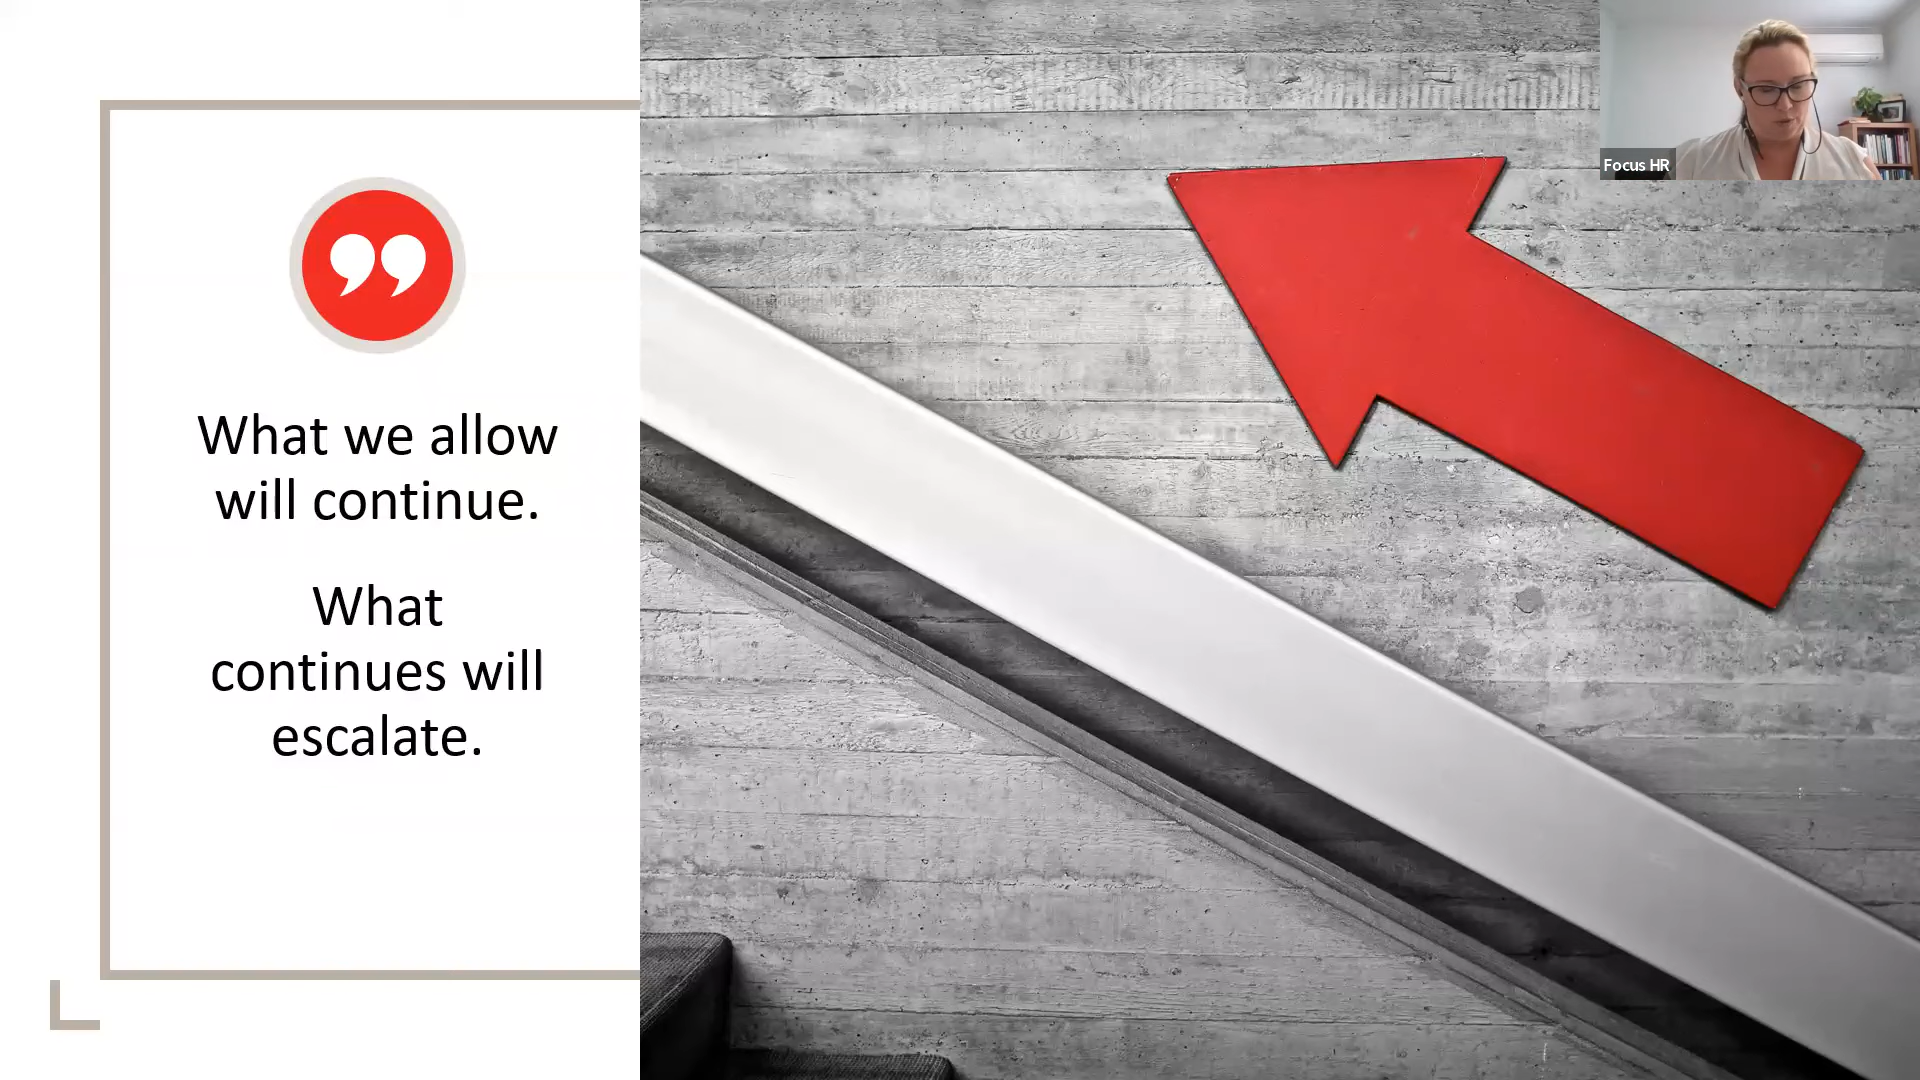 Focus HR
What we allow
will continue.
What
continues will
escalate.